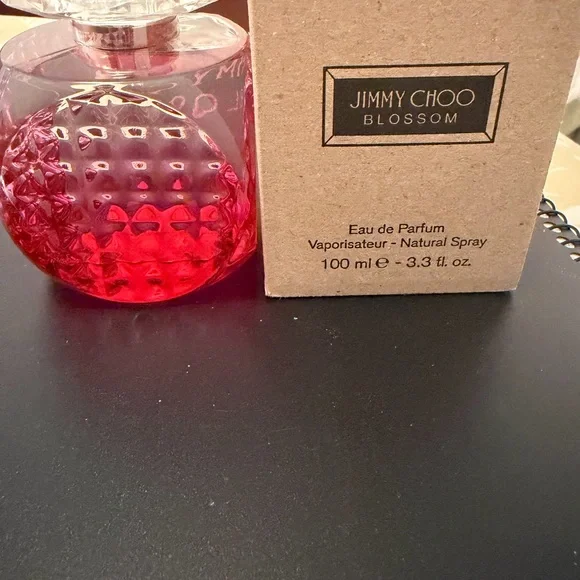 JIMMY CHOO
BLOSSOM
Eau de Parfum
Vaporisateur - Natural Spray
100 ml ℮ - 3.3 fl. oz.